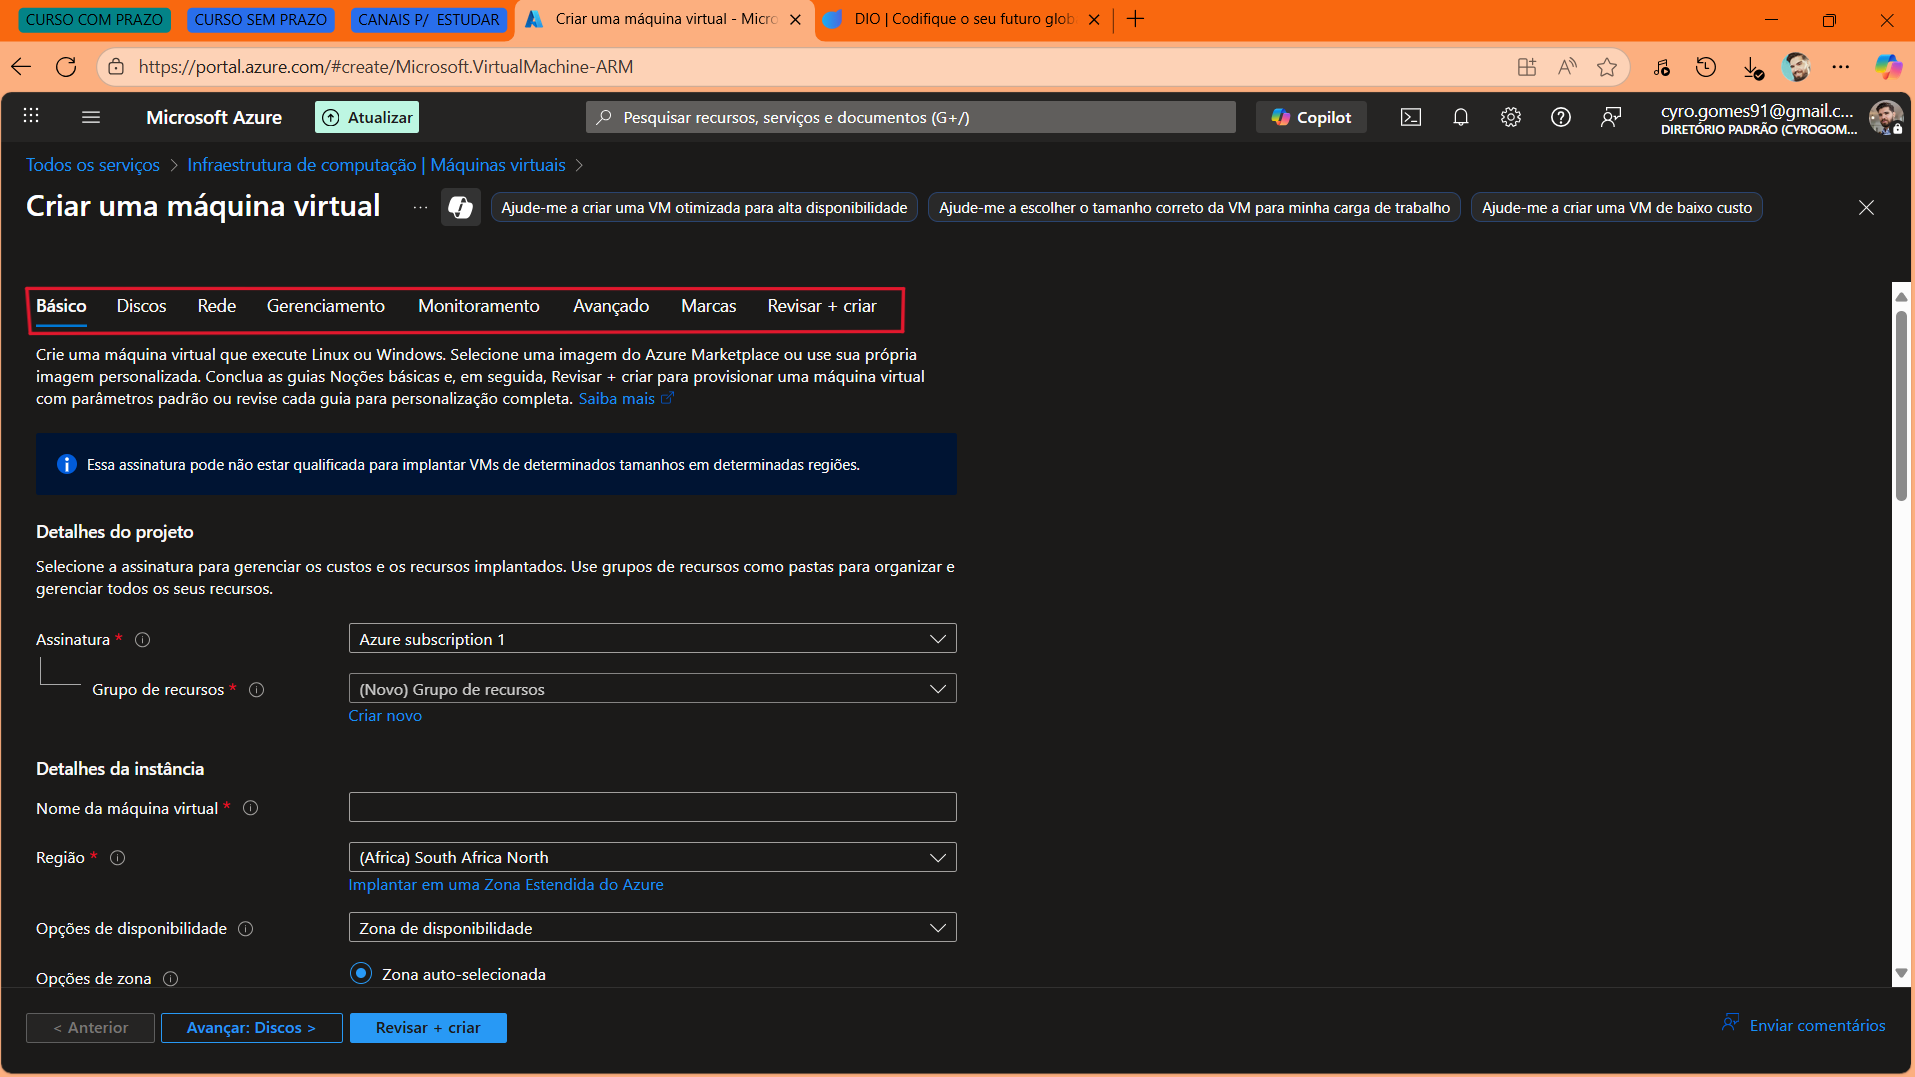 CURSO COM PRAZO
CURSO SEM PRAZO
CANAIS P/ ESTUDAR
Criar uma máquina virtual - Micro
DIO | Codifique o seu futuro glob
https://portal.azure.com/#create/Microsoft.VirtualMachine-ARM
Microsoft Azure
Atualizar
Pesquisar recursos, serviços e documentos (G+/)
Copilot
cyro.gomes91@gmail.c...
DIRETÓRIO PADRÃO (CYROGOM...
Todos os serviços > Infraestrutura de computação | Máquinas virtuais >
Criar uma máquina virtual
...
Ajude-me a criar uma VM otimizada para alta disponibilidade
Ajude-me a escolher o tamanho correto da VM para minha carga de trabalho
Ajude-me a criar uma VM de baixo custo
Básico Discos Rede Gerenciamento Monitoramento Avançado Marcas Revisar + criar
Crie uma máquina virtual que execute Linux ou Windows. Selecione uma imagem do Azure Marketplace ou use sua própria
imagem personalizada. Conclua as guias Noções básicas e, em seguida, Revisar + criar para provisionar uma máquina virtual
com parâmetros padrão ou revise cada guia para personalização completa. Saiba mais
Essa assinatura pode não estar qualificada para implantar VMs de determinados tamanhos em determinadas regiões.
Detalhes do projeto
Selecione a assinatura para gerenciar os custos e os recursos implantados. Use grupos de recursos como pastas para organizar e
gerenciar todos os seus recursos.
Assinatura *
Azure subscription 1
Grupo de recursos *
(Novo) Grupo de recursos
Criar novo
Detalhes da instância
Nome da máquina virtual *
Região *
(Africa) South Africa North
Implantar em uma Zona Estendida do Azure
Opções de disponibilidade
Zona de disponibilidade
Opções de zona
Zona auto-selecionada
< Anterior
Avançar: Discos >
Revisar + criar
Enviar comentários